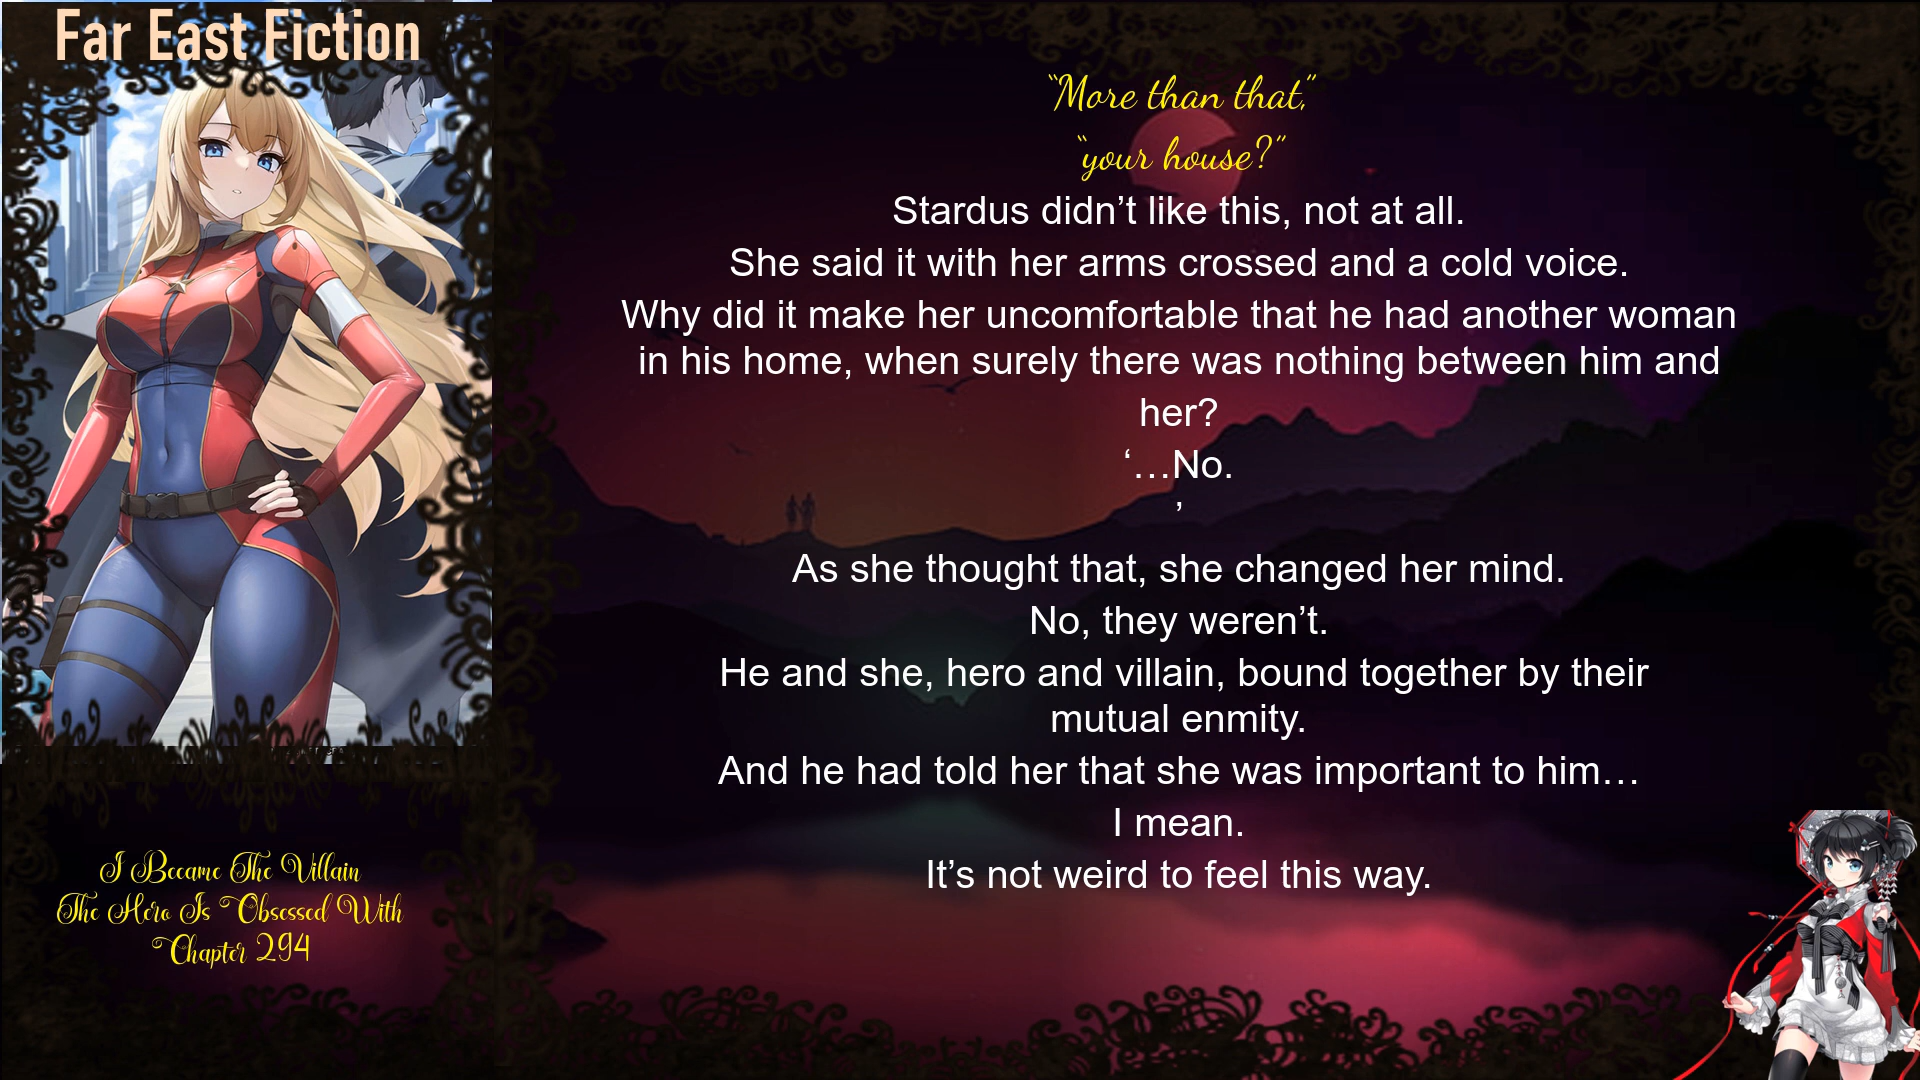 Far East Fiction
“More than that,”
“your house?”
Stardus didn’t like this, not at all.
She said it with her arms crossed and a cold voice.
Why did it make her uncomfortable that he had another woman
in his home, when surely there was nothing between him and
her?
‘…No.
’
As she thought that, she changed her mind.
No, they weren’t.
He and she, hero and villain, bound together by their
mutual enmity.
And he had told her that she was important to him…
I mean.
It’s not weird to feel this way.
I Became The Villain
The Hero Is Obsessed With
Chapter 294